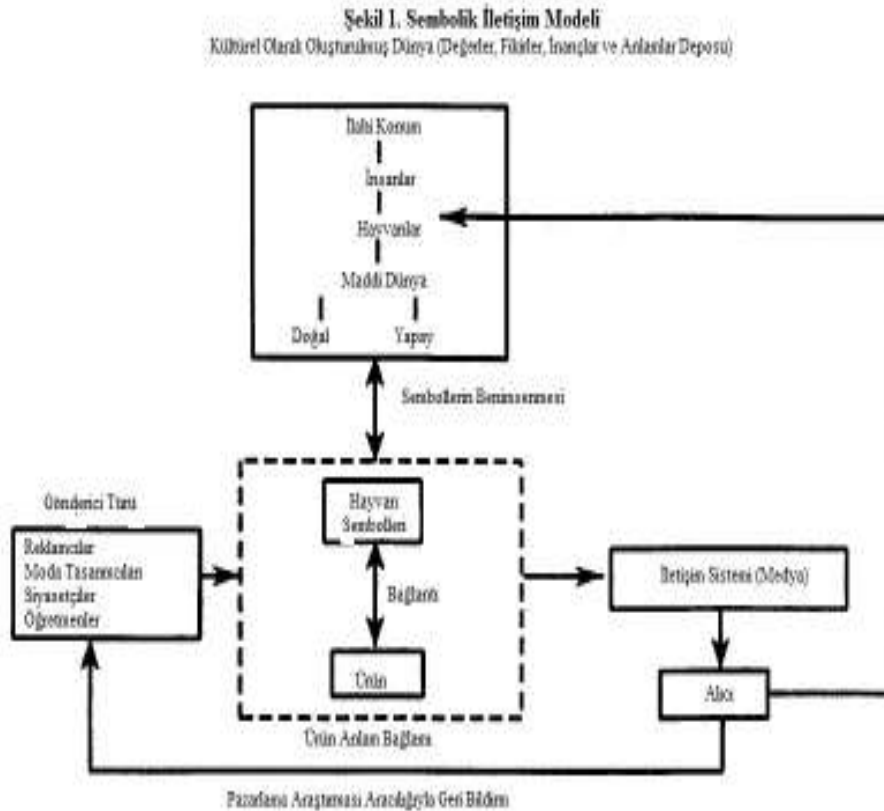 Şekil 1. Sembolik İletişim Modeli
Kültürel Olarak Oluşturulmuş Dünya (Değerler, Fikirler, İnançlar ve Anlamlar Deposu)
İlahi Konum
İnsanlar
Hayvanlar
Maddi Dünya
Doğal Yapay
Sembollerin Benimsenmesi
Gönderici Türü
Reklamcılar
Moda Tasarımcıları
Siyasetçiler
Öğretmenler
Hayvan
Sembolleri
Bağlantı
Ürün
Ürün Anlam Bağlamı
İletişim Sistemi (Medya)
Alıcı
Pazarlama Araştırması Aracılığıyla Geri Bildirim